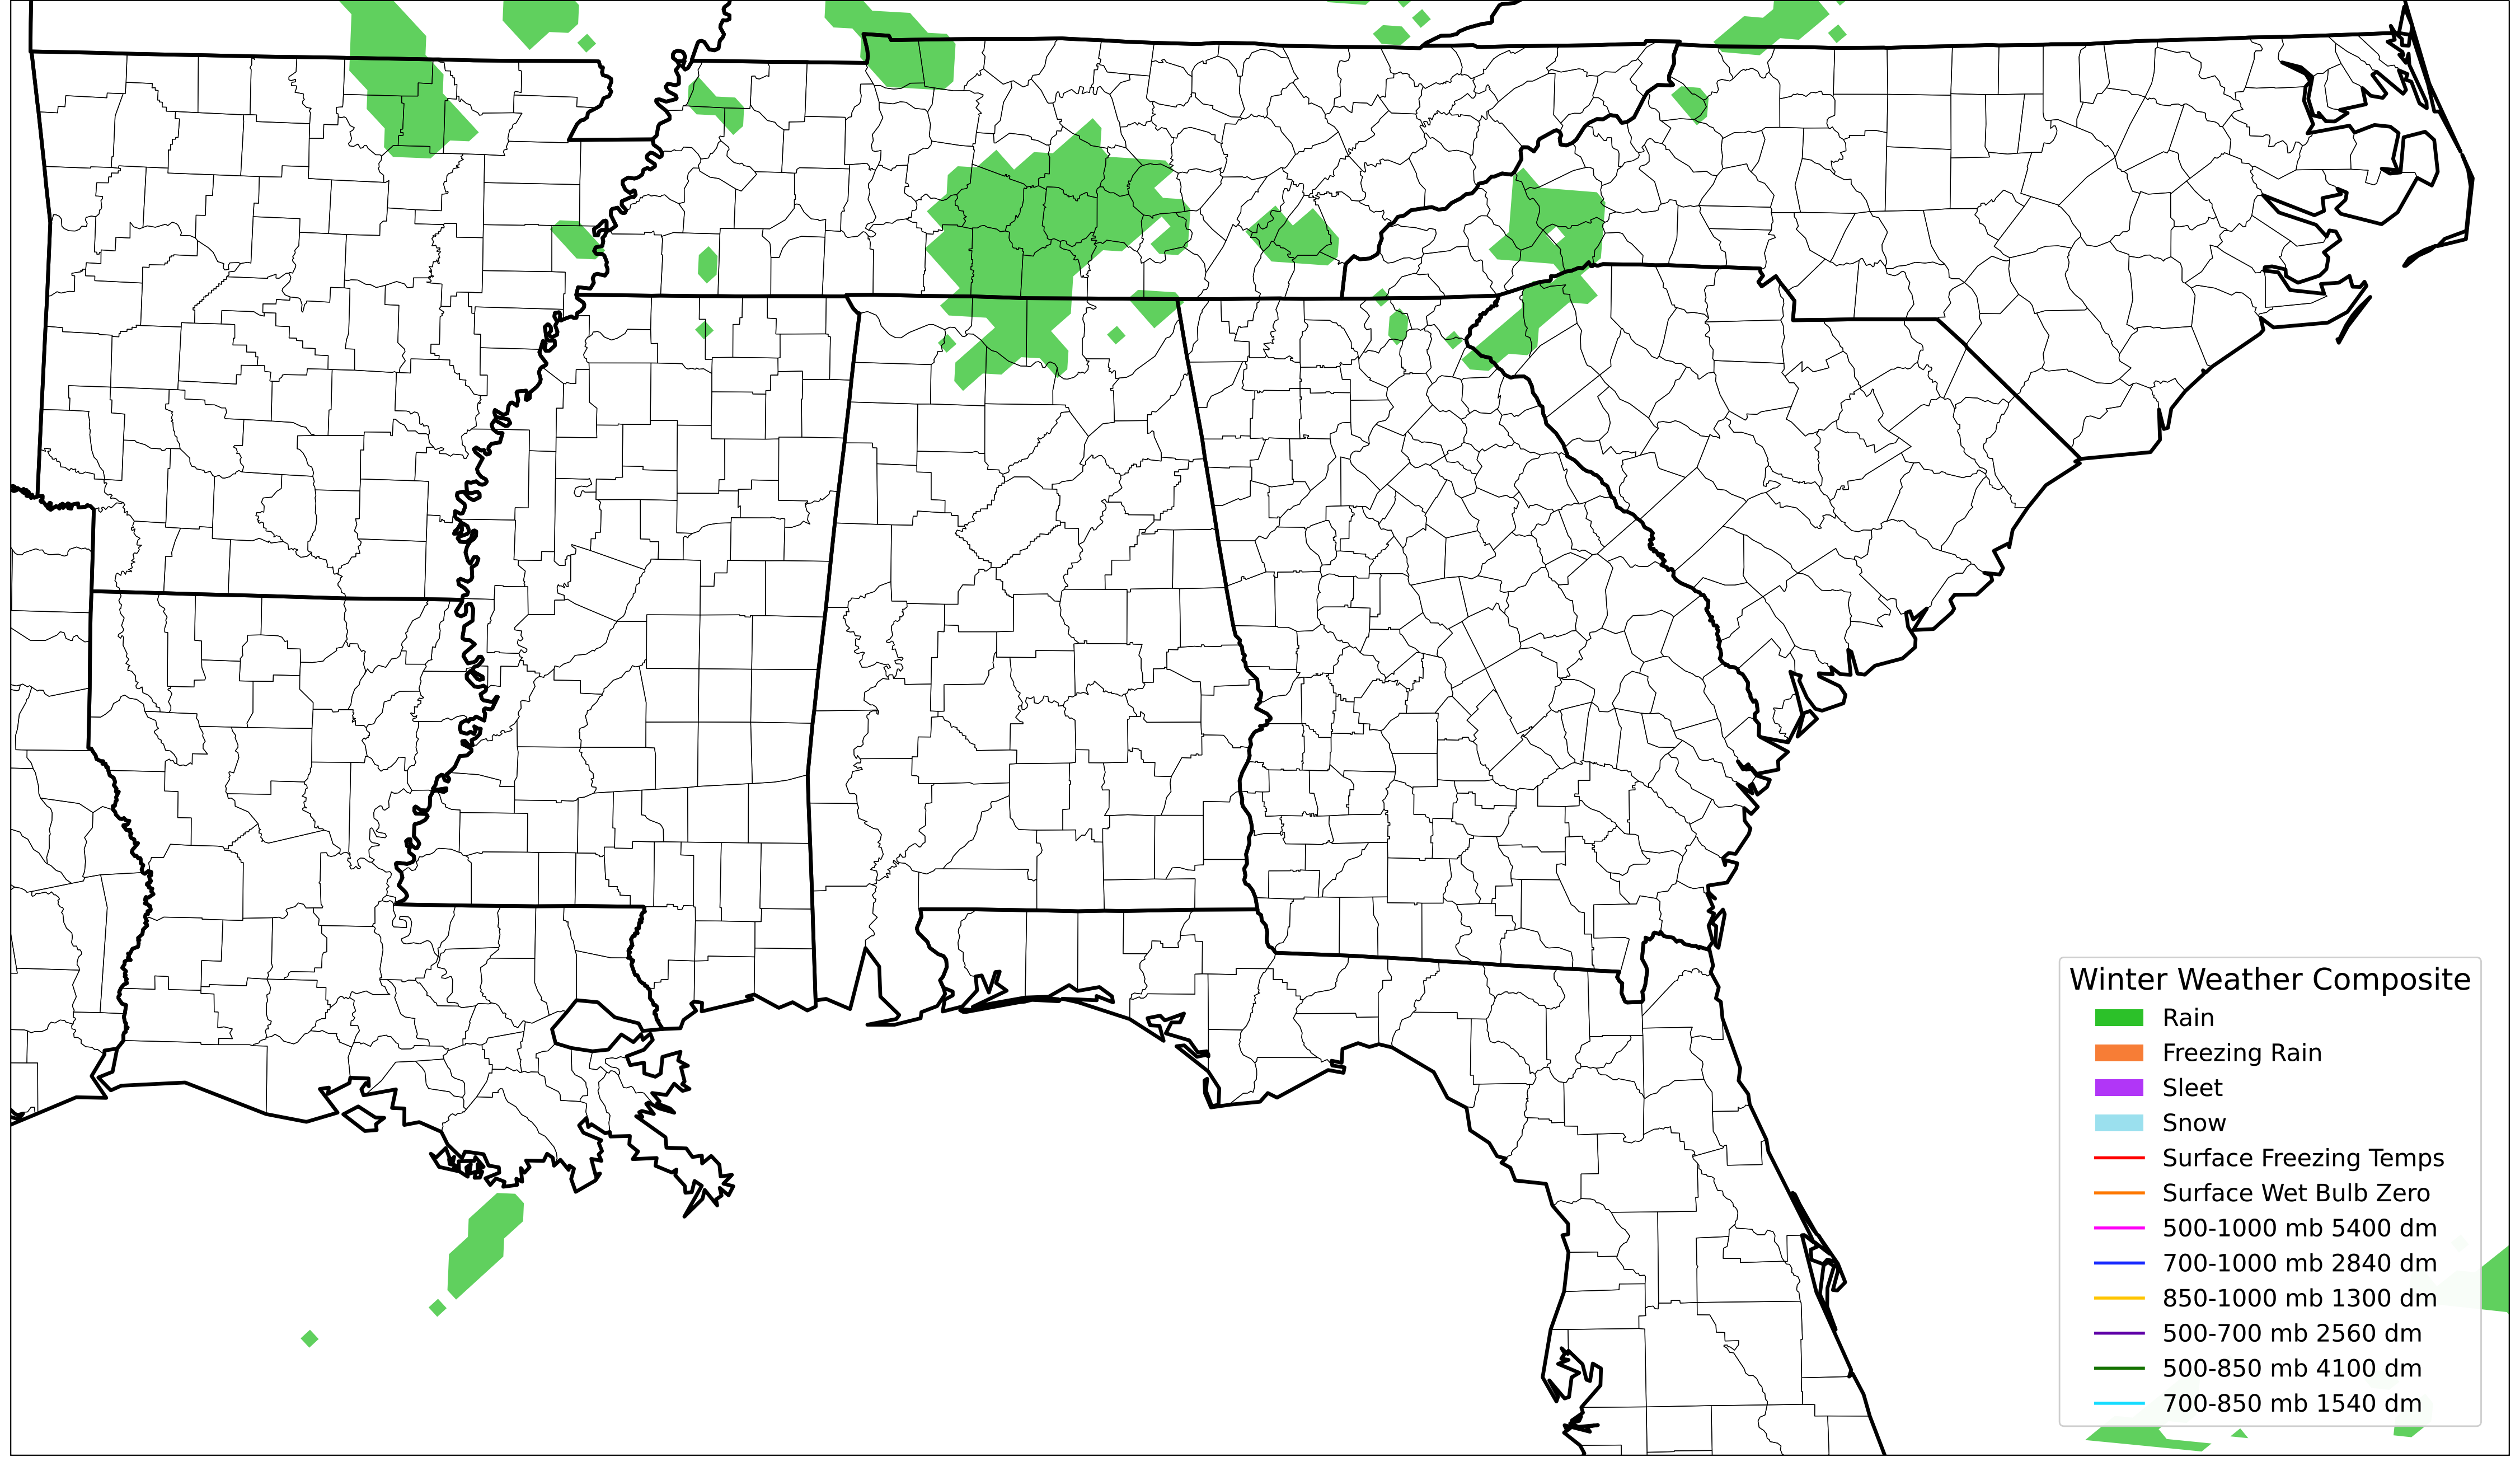 Winter Weather Composite
Rain
Freezing Rain
Sleet
Snow
Surface Freezing Temps
Surface Wet Bulb Zero
500-1000 mb 5400 dm
700-1000 mb 2840 dm
850-1000 mb 1300 dm
500-700 mb 2560 dm
500-850 mb 4100 dm
700-850 mb 1540 dm